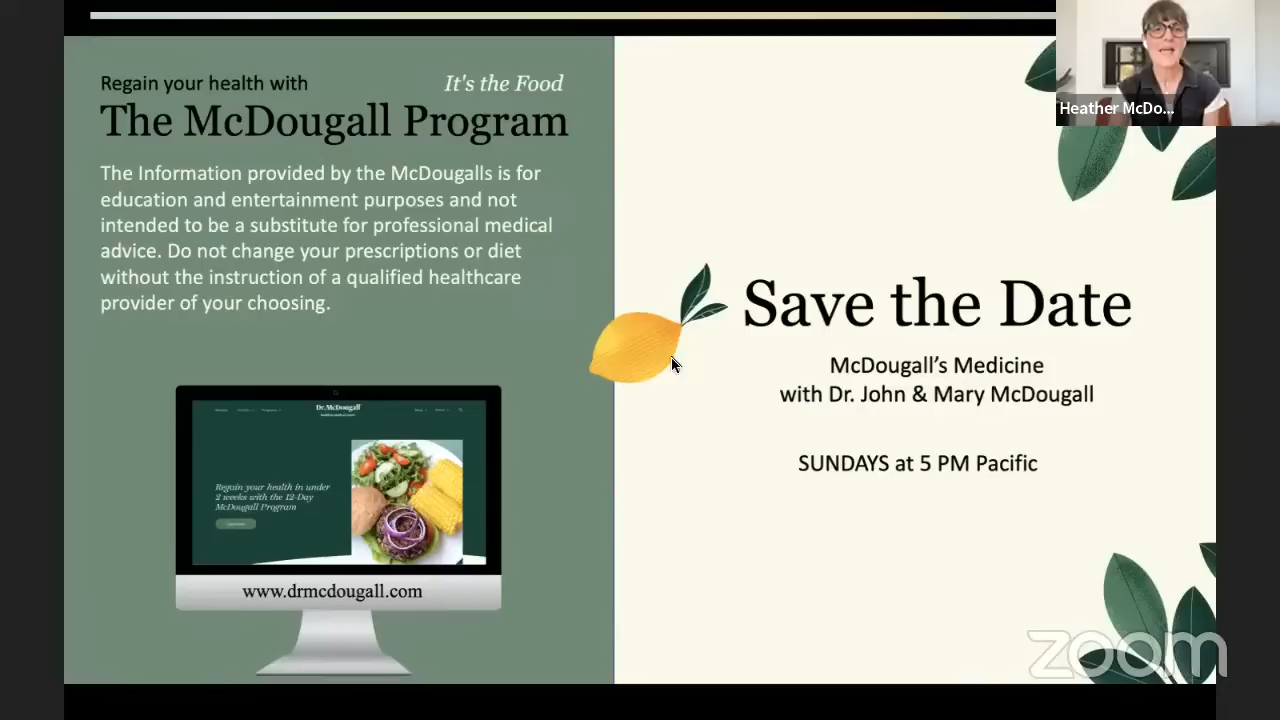 Regain your health with
It's the Food
The McDougall Program
The Information provided by the McDougalls is for
education and entertainment purposes and not
intended to be a substitute for professional medical
advice. Do not change your prescriptions or diet
without the instruction of a qualified healthcare
provider of your choosing.
Dr. McDougall
Regain your health in under
2 weeks with the 12-Day
McDougall Program
www.drmcdougall.com
Heather McDo...
Save the Date
McDougall’s Medicine
with Dr. John & Mary McDougall
SUNDAYS at 5 PM Pacific
zoom